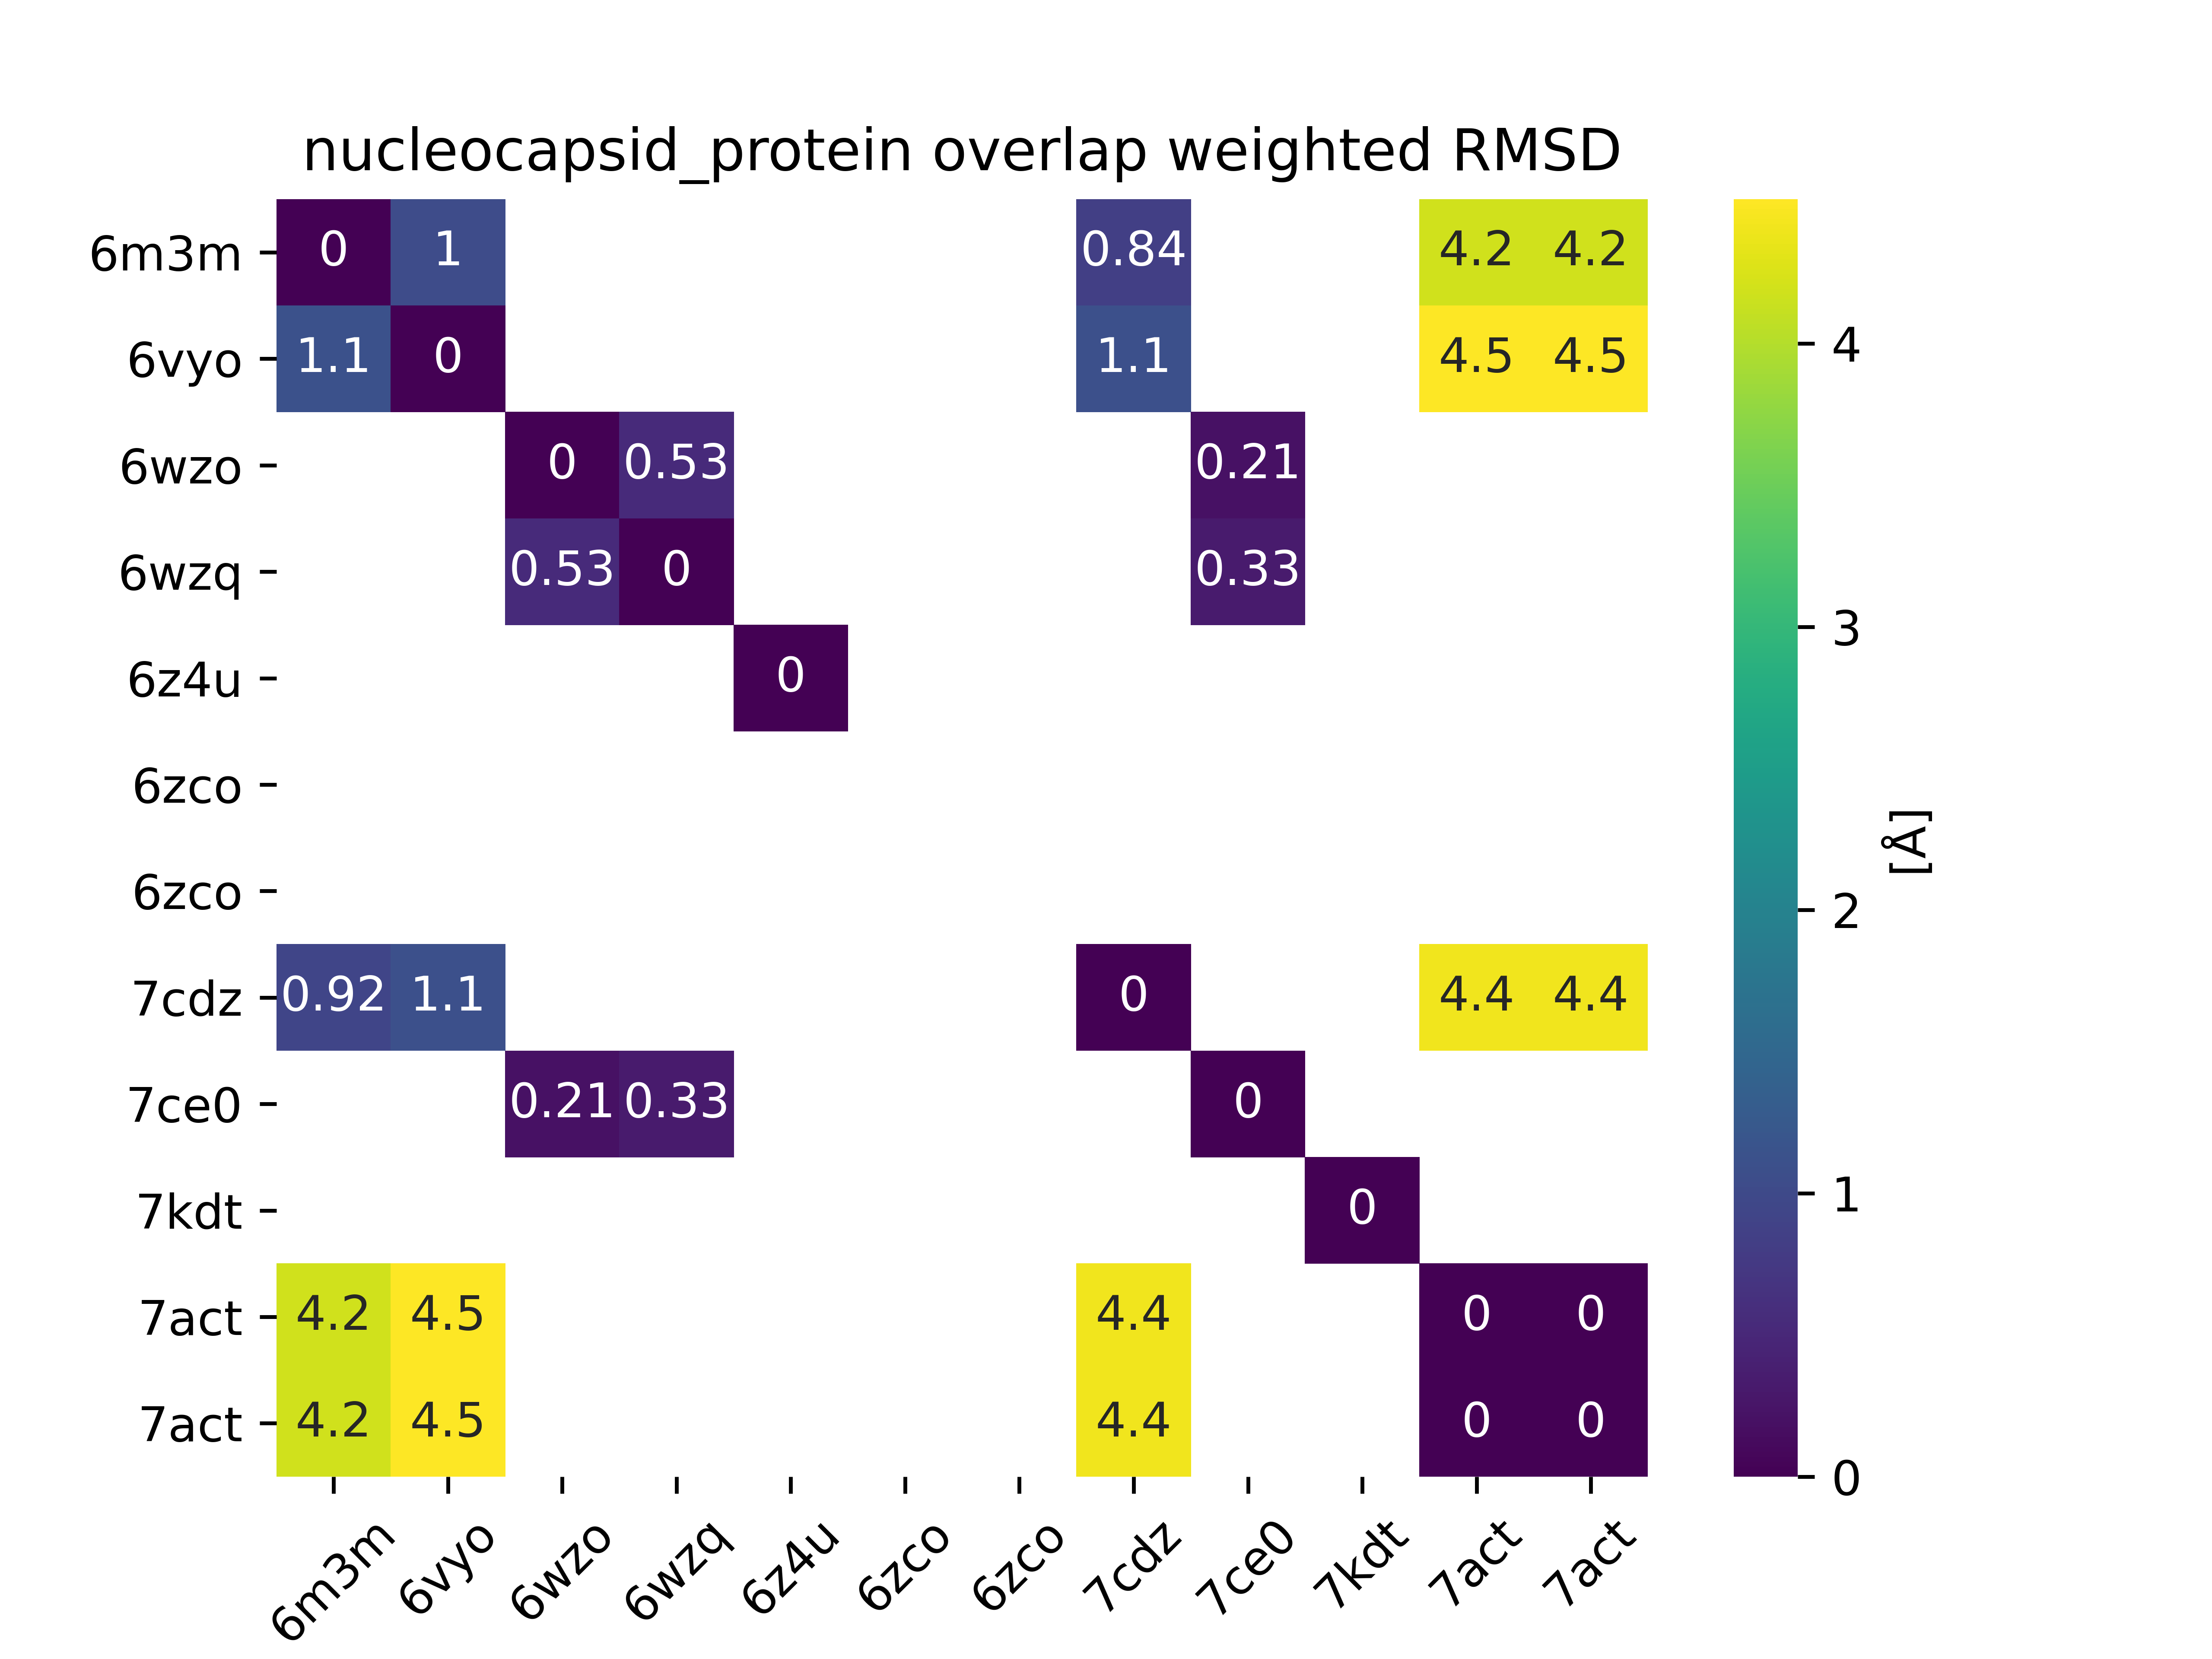 nucleocapsid_protein overlap weighted RMSD
6m3m 0 1 0.84 4.2 4.2
6vyo 1.1 0 1.1 4.5 4.5
6wzo 0 0.53 0.21
6wzq 0.53 0 0.33
6z4u 0
6zco
6zco
7cdz 0.92 1.1 0 4.4 4.4
7ce0 0.21 0.33 0
7kdt 0
7act 4.2 4.5 4.4 0 0
7act 4.2 4.5 4.4 0 0
6m3m 6vyo 6wzo 6wzq 6z4u 6zco 6zco 7cdz 7ce0 7kdt 7act 7act
4
3
2
1
0
[Å]